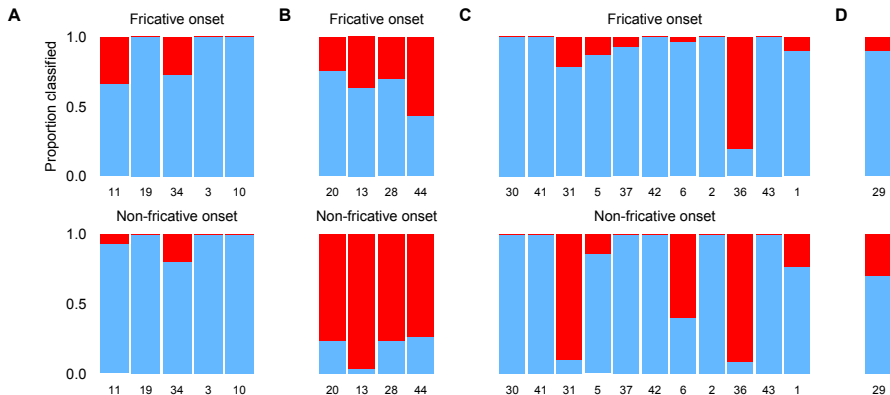 A B C D
Fricative onset Fricative onset Fricative onset
Proportion classified
1.0
0.5
0.0
11 19 34 3 10 20 13 28 44 30 41 31 5 37 42 6 2 36 43 1 29
Non-fricative onset Non-fricative onset Non-fricative onset
1.0
0.5
0.0
11 19 34 3 10 20 13 28 44 30 41 31 5 37 42 6 2 36 43 1 29